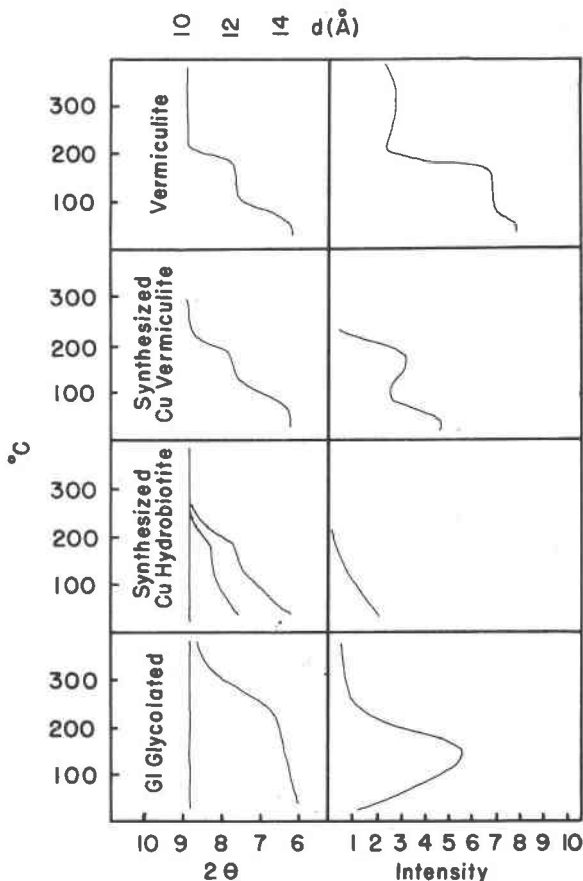 10 12 14 d(Å)
300
200
100
Vermiculite
300
200
100
Synthesized
Cu Vermiculite
°C
300
200
100
Synthesized
Cu Hydrobiotite
300
200
100
GI Glycolated
10 9 8 7 6 1 2 3 4 5 6 7 8 9 10
2θ Intensity